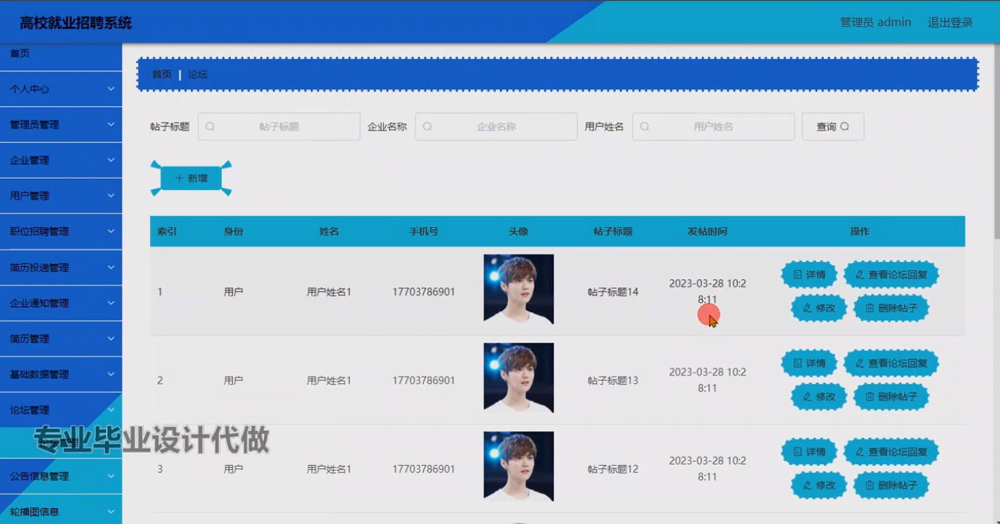 高校就业招聘系统
管理员 admin 退出登录
首页
个人中心
管理员管理
企业管理
用户管理
职位招聘管理
简历投递管理
企业通知管理
简历管理
基础数据管理
论坛管理
公告信息管理
轮播图信息
首页 | 论坛
帖子标题 帖子标题 企业名称 企业名称 用户姓名 用户姓名 查询
新增
索引 身份 姓名 手机号 头像 帖子标题 发帖时间 操作
1 用户 用户姓名1 17703786901 帖子标题14 2023-03-28 10:2
8:11
详情 查看论坛回复
修改 删除帖子
2 用户 用户姓名1 17703786901 帖子标题13 2023-03-28 10:2
8:11
详情 查看论坛回复
修改 删除帖子
3 用户 用户姓名1 17703786901 帖子标题12 2023-03-28 10:2
8:11
详情 查看论坛回复
修改 删除帖子
专业毕业设计代做